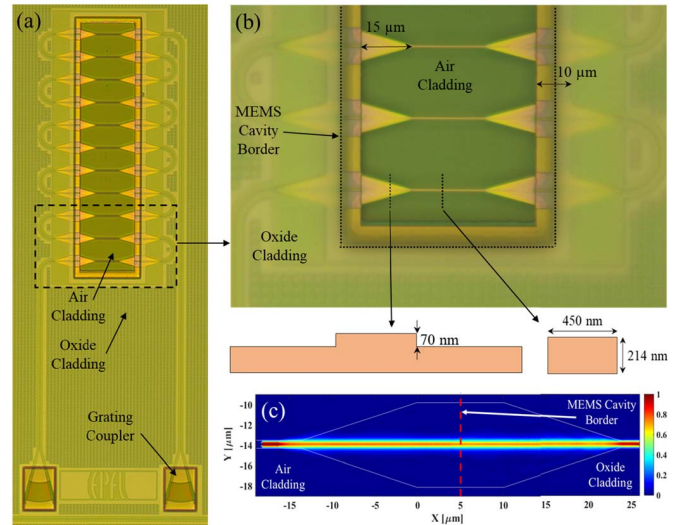 (a)
Air
Cladding
Oxide
Cladding
Grating
Coupler
EPFL
(b)
15 µm
Air
Cladding
10 µm
MEMS
Cavity
Border
Oxide
Cladding
70 nm
450 nm
214 nm
(c)
MEMS Cavity
Border
Air
Cladding
Oxide
Cladding
Y [µm]
-10
-12
-14
-16
-18
-15
-10
-5
0
5
10
15
20
25
X [µm]
1
0.8
0.6
0.4
0.2
0